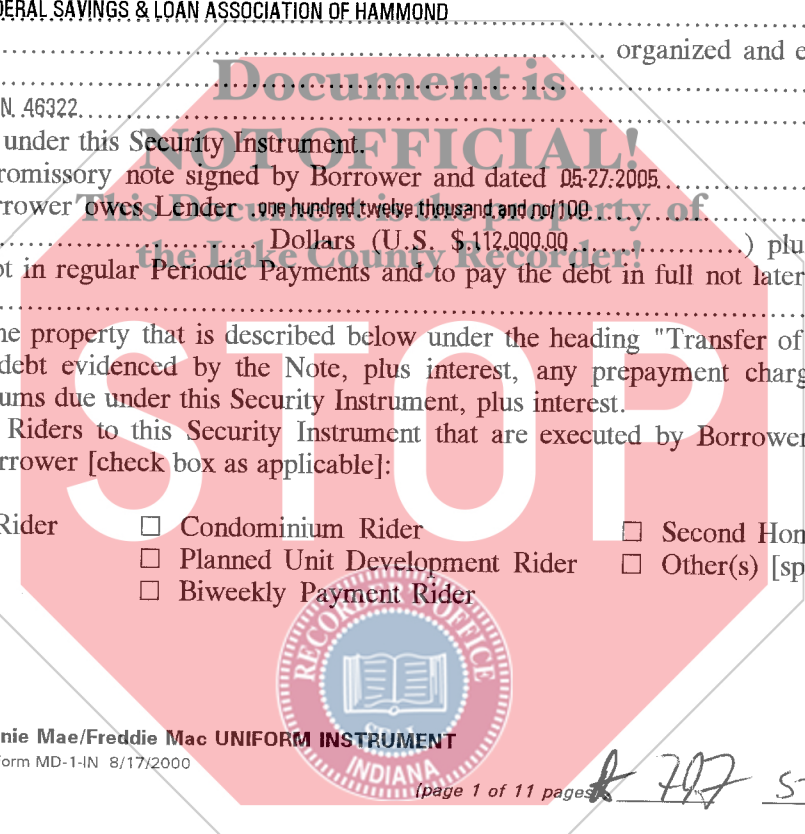 DERAL SAVINGS & LOAN ASSOCIATION OF HAMMOND
organized and e
Document is
N 46322
under this Security Instrument.
NOT OFFICIAL!
romissory note signed by Borrower and dated 05-27-2005
This Document is the property of
rrower owes Lender one hundred twelve thousand and no/100
Dollars (U.S. $ 112,000.00 ) plu
the Lake County Recorder!
bt in regular Periodic Payments and to pay the debt in full not later
he property that is described below under the heading "Transfer of
debt evidenced by the Note, plus interest, any prepayment charg
ums due under this Security Instrument, plus interest.
Riders to this Security Instrument that are executed by Borrower
rrower [check box as applicable]:
STOP
Rider ☐ Condominium Rider ☐ Second Hom
☐ Planned Unit Development Rider ☐ Other(s) [sp
☐ Biweekly Payment Rider
RECORDER'S OFFICE
SEAL
INDIANA
nie Mae/Freddie Mac UNIFORM INSTRUMENT
orm MD-1-IN 8/17/2000
(page 1 of 11 pages)